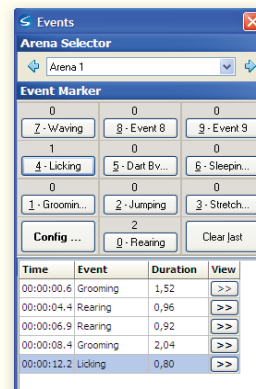 Events
Arena Selector
Arena 1
Event Marker
0 0 0
7 - Waving 8 - Event 8 9 - Event 9
1 0 0
4 - Licking 5 - Dart Bv... 6 - Sleepin...
0 0 0
1 - Groomin... 2 - Jumping 3 - Stretch...
2
Config ... 0 - Rearing Clear last
Time Event Duration View
00:00:00.6 Grooming 1,52 >>
00:00:04.4 Rearing 0,96 >>
00:00:06.9 Rearing 0,92 >>
00:00:08.4 Grooming 2,04 >>
00:00:12.2 Licking 0,80 >>